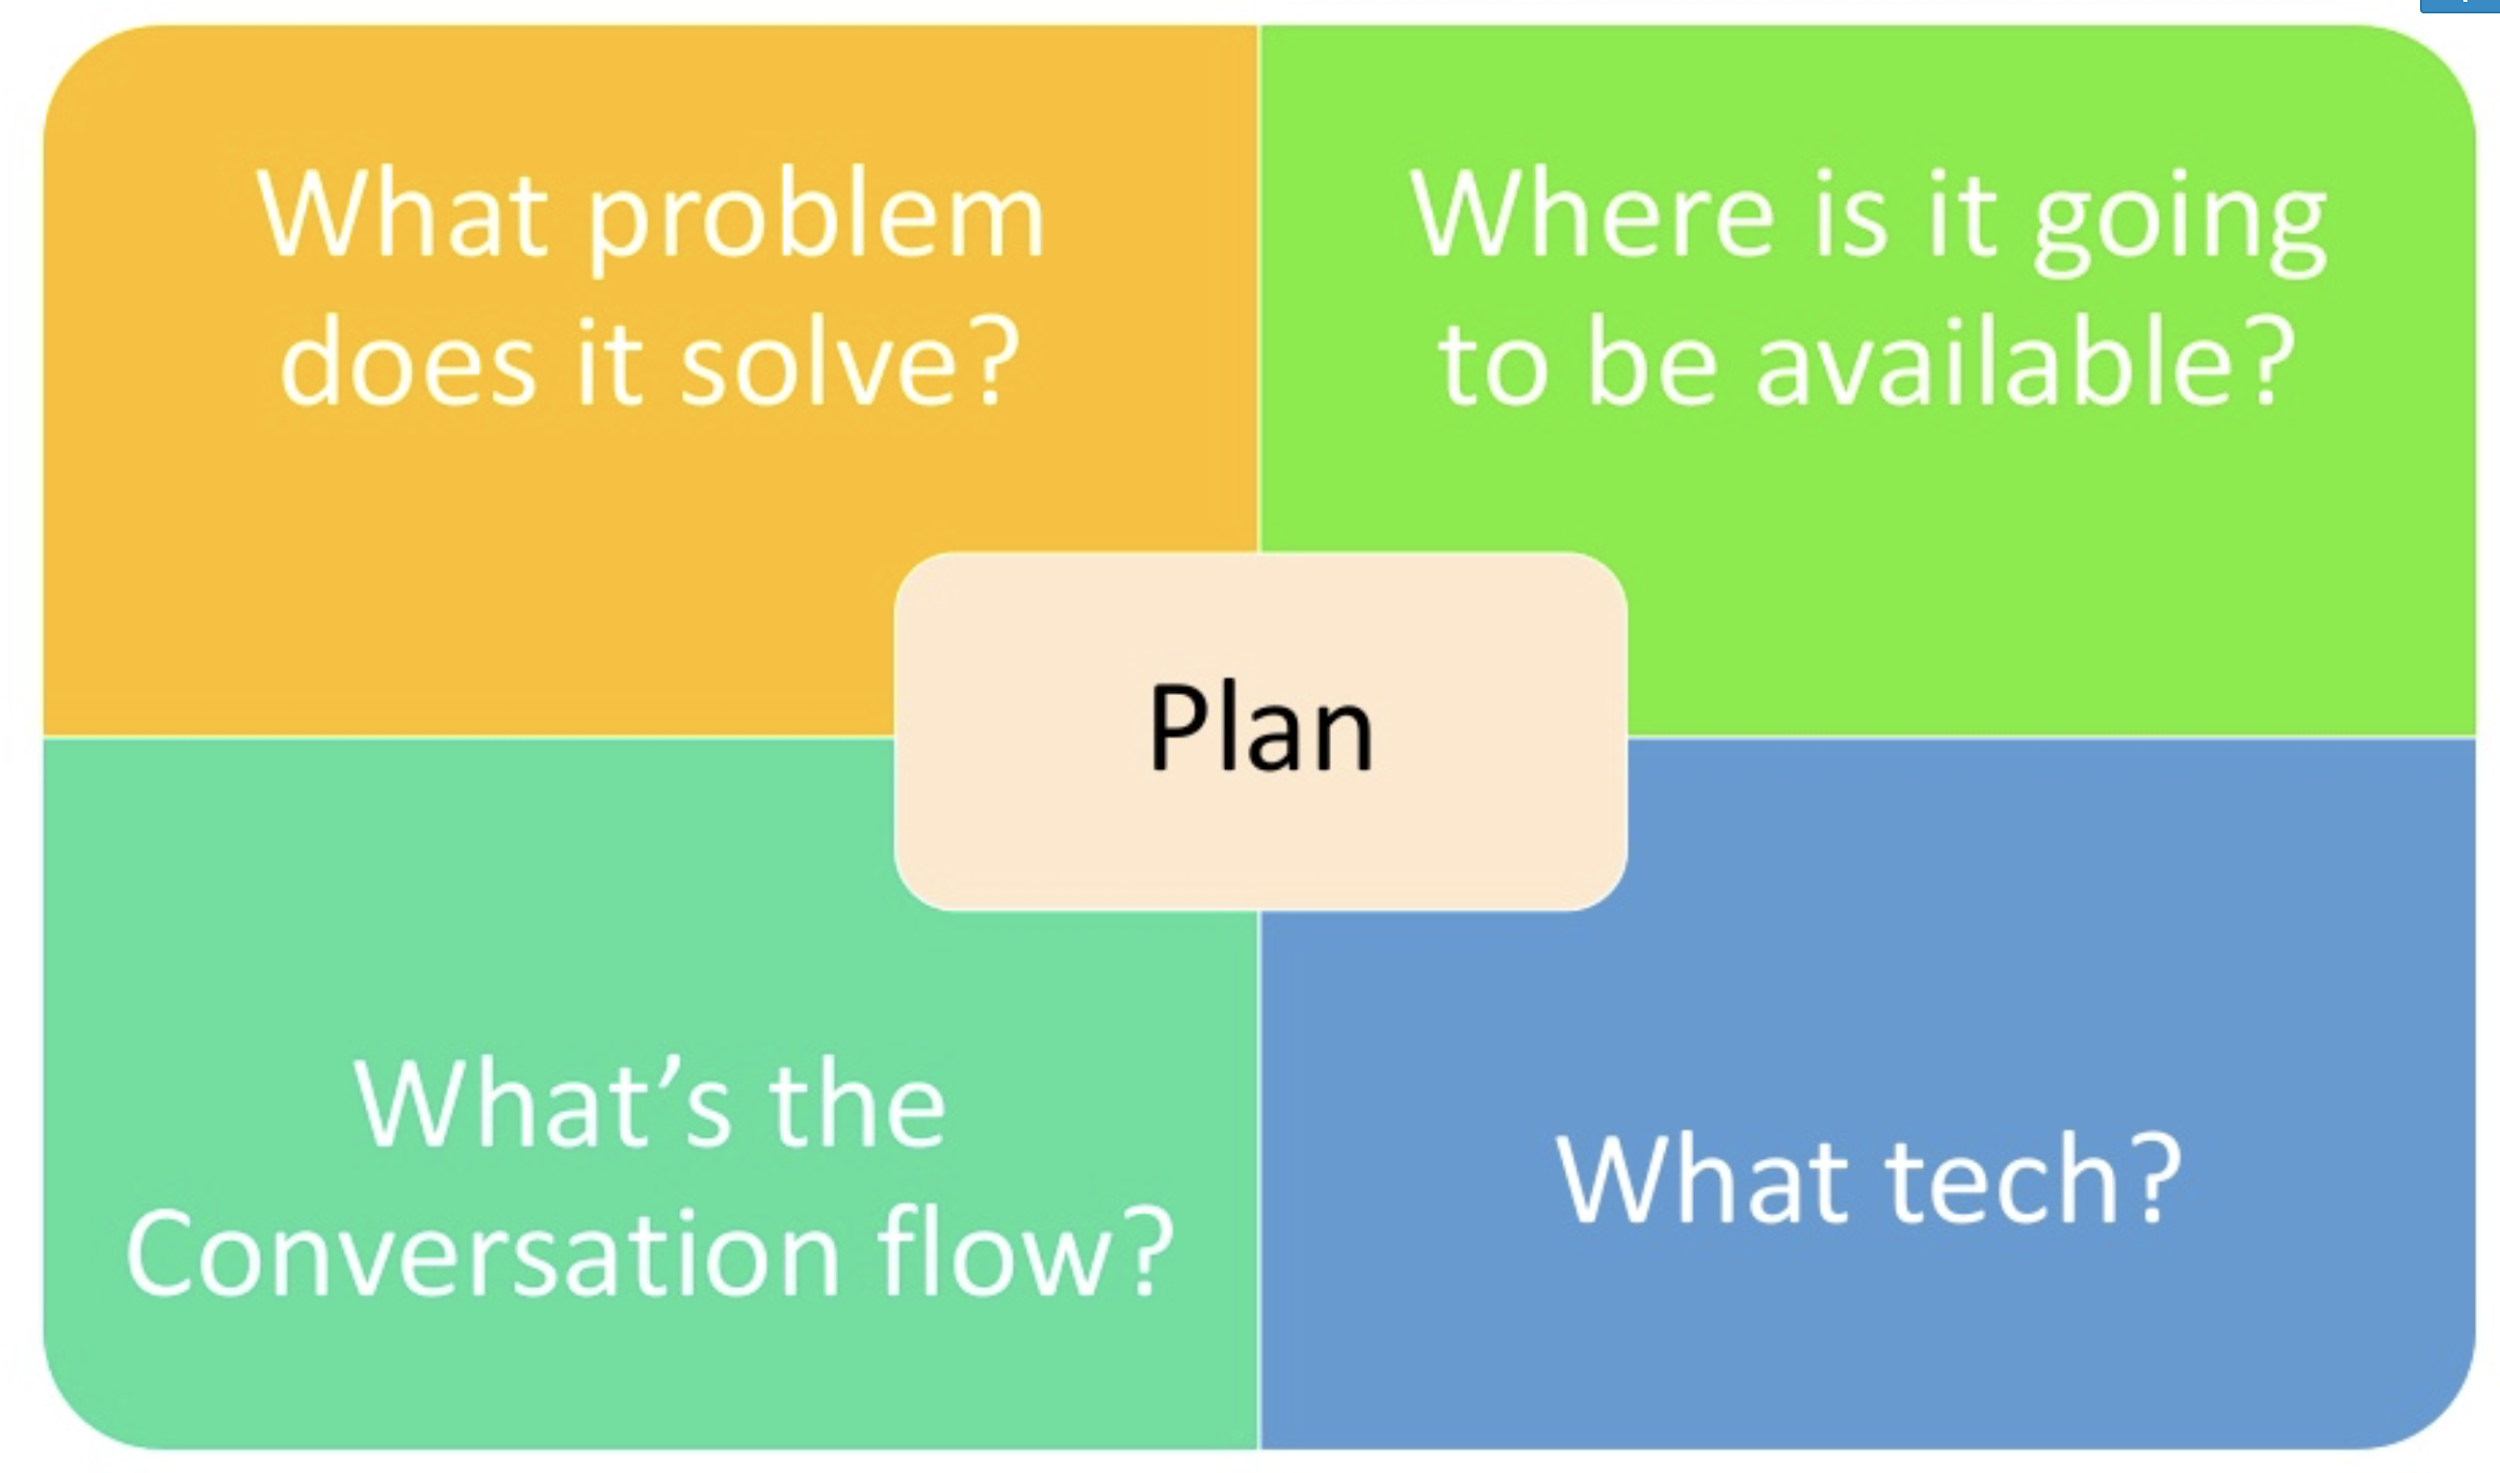 What problem
does it solve?
Where is it going
to be available?
Plan
What’s the
Conversation flow?
What tech?